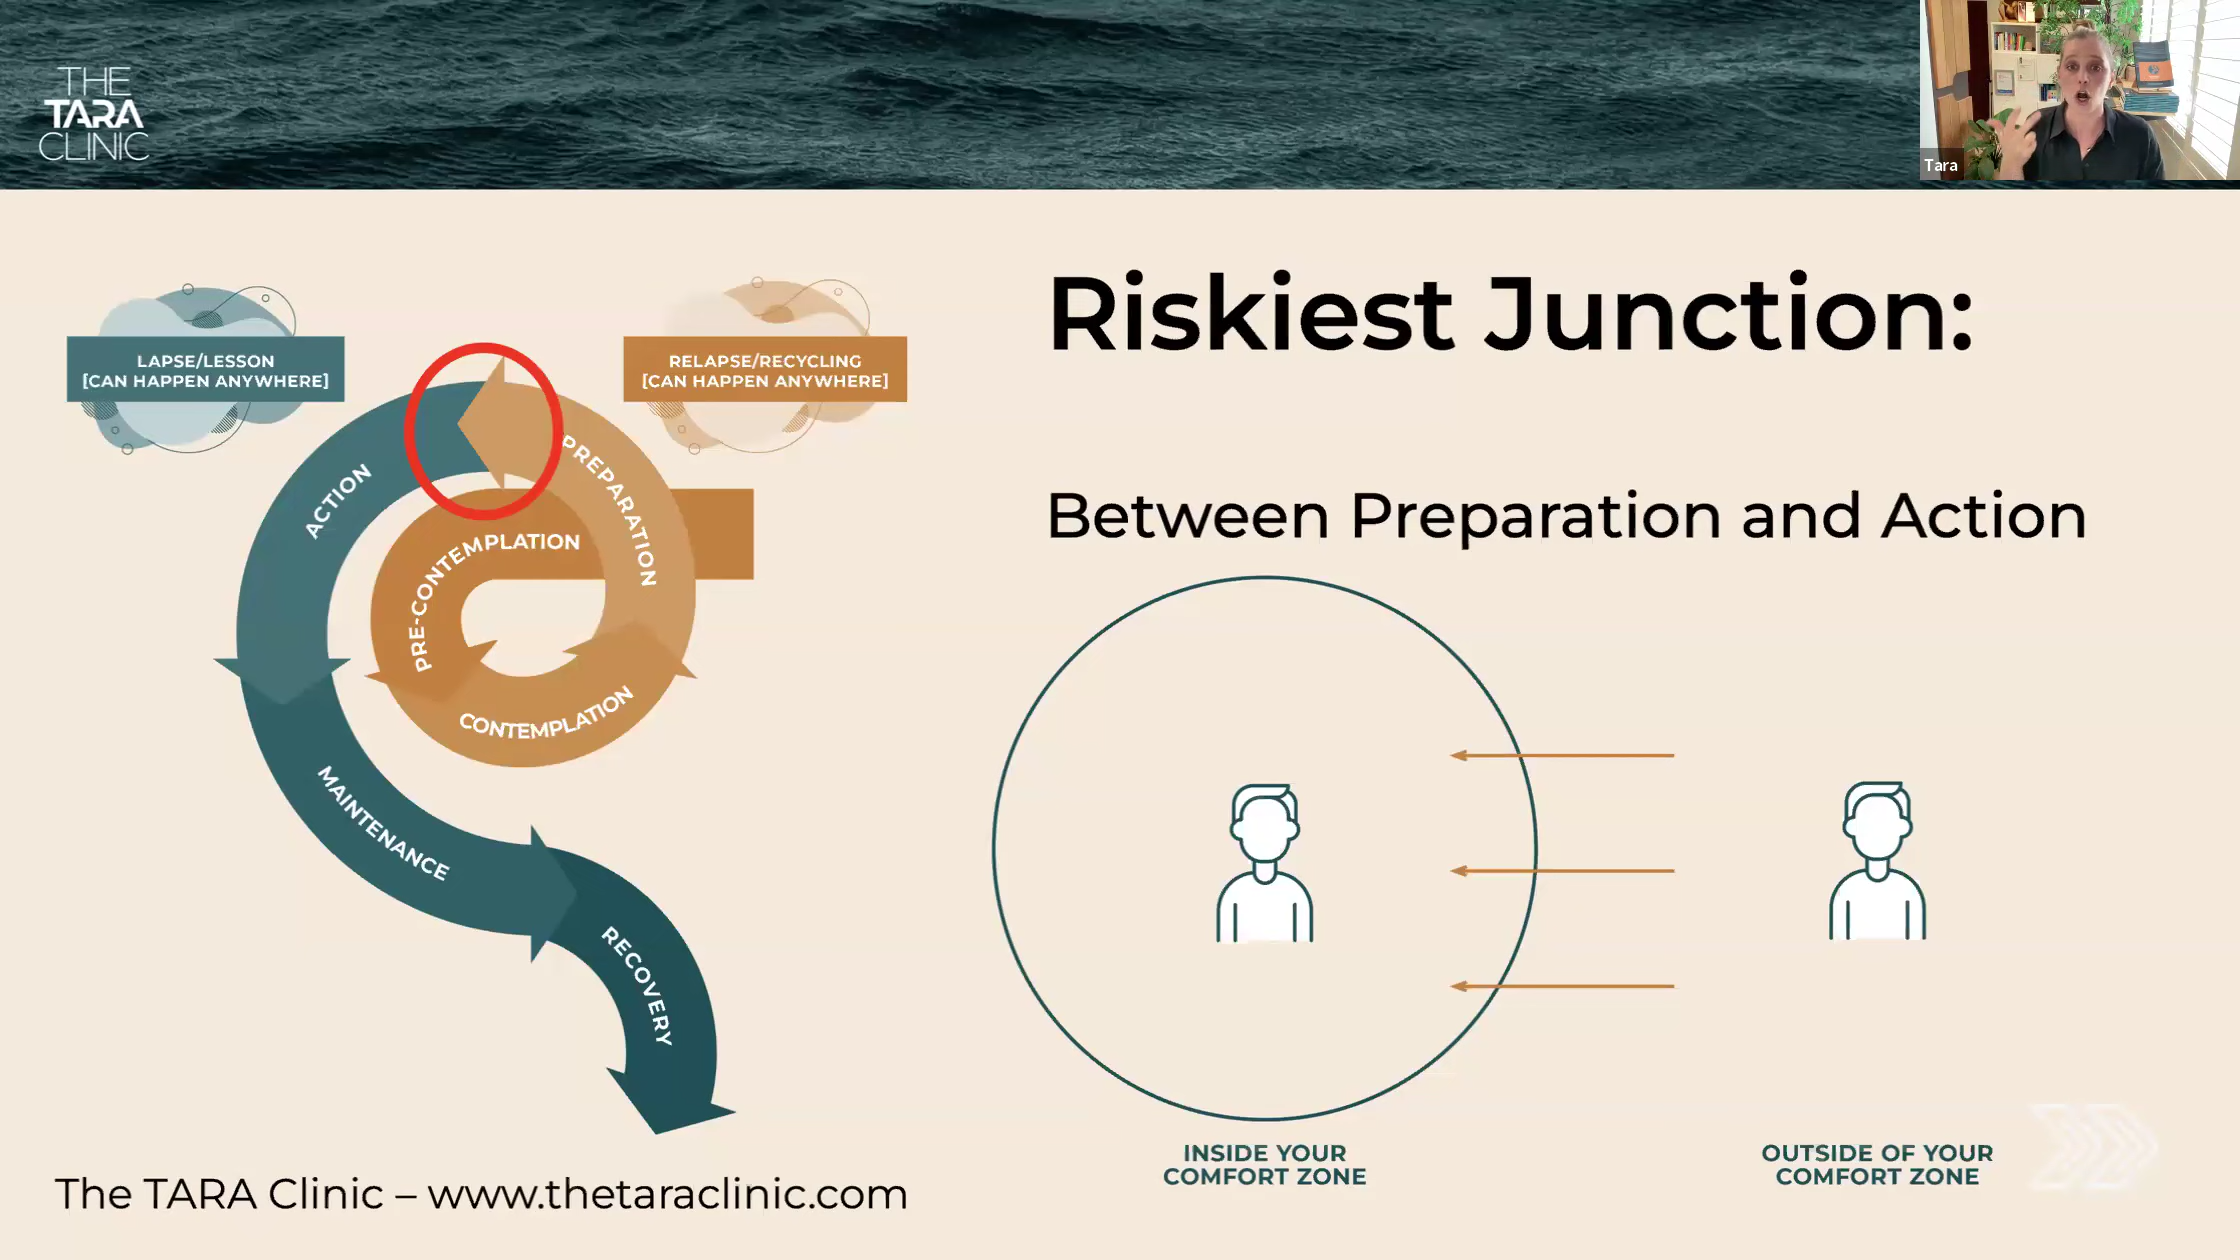 THE
TARA
CLINIC
Tara
Riskiest Junction:
Between Preparation and Action
LAPSE/LESSON
[CAN HAPPEN ANYWHERE]
RELAPSE/RECYCLING
[CAN HAPPEN ANYWHERE]
PRE-CONTEMPLATION
CONTEMPLATION
PREPARATION
ACTION
MAINTENANCE
RECOVERY
INSIDE YOUR
COMFORT ZONE
OUTSIDE OF YOUR
COMFORT ZONE
The TARA Clinic – www.thetaraclinic.com